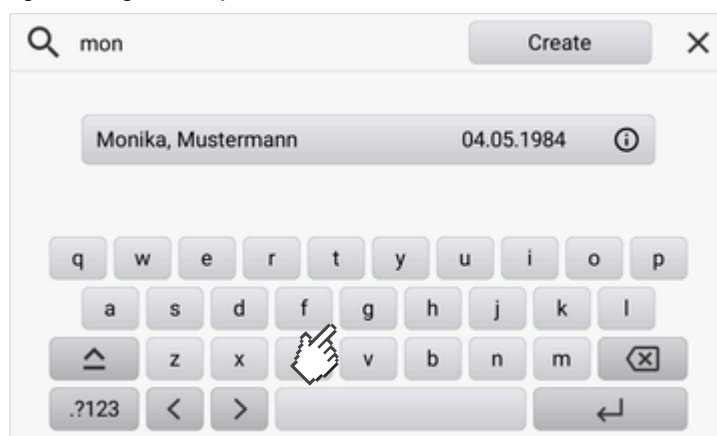 mon Create
Monika, Mustermann 04.05.1984
q w e r t y u i o p
a s d f g h j k l
z x v b n m
.?123